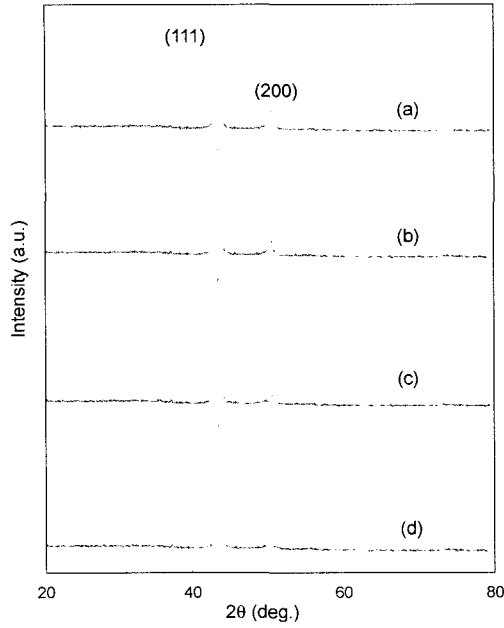 (111)
(200)
(a)
(b)
(c)
(d)
Intensity (a.u.)
20 40 60 80
2θ (deg.)